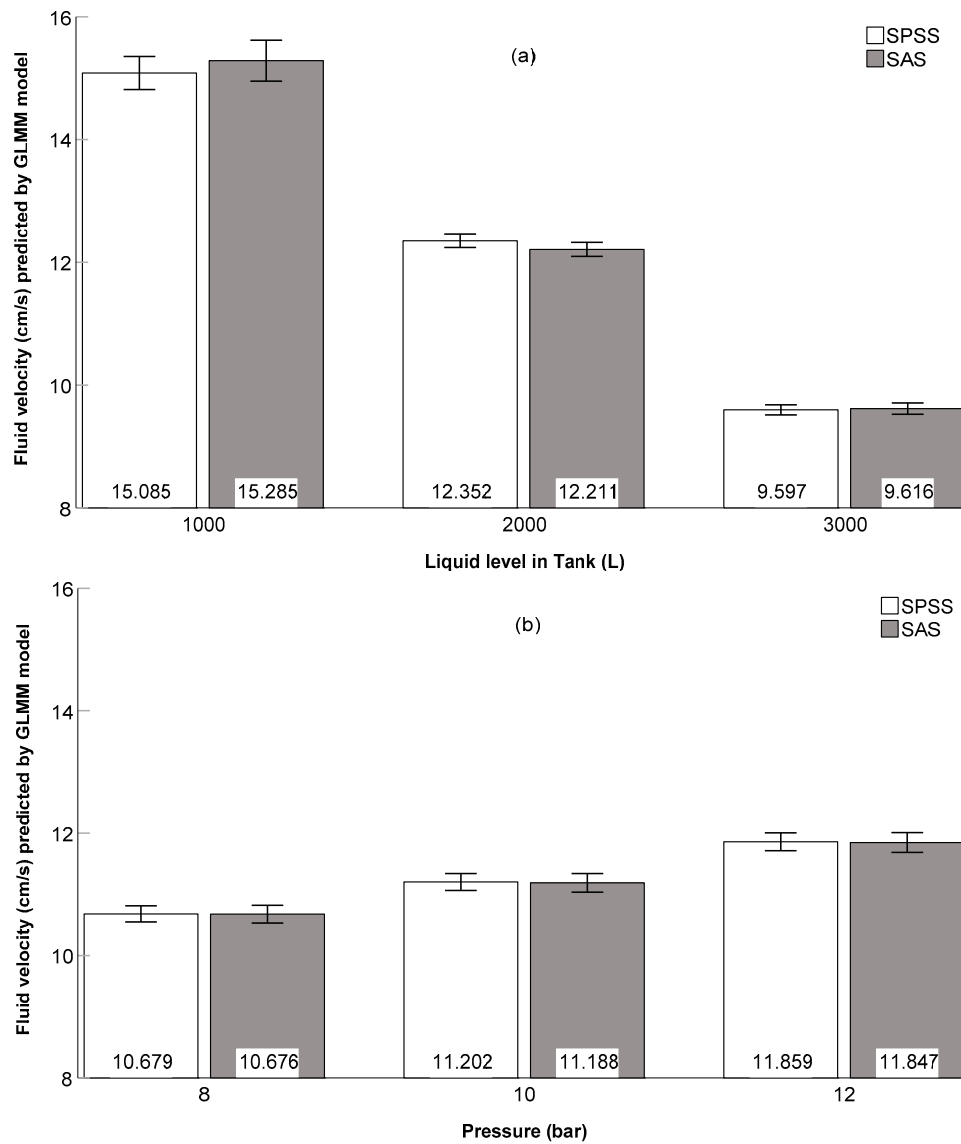 16
(a)
SPSS
SAS
14
12
10
8
Fluid velocity (cm/s) predicted by GLMM model
15.085 15.285 12.352 12.211 9.597 9.616
1000 2000 3000
Liquid level in Tank (L)
16
(b)
SPSS
SAS
14
12
10
8
Fluid velocity (cm/s) predicted by GLMM model
10.679 10.676 11.202 11.188 11.859 11.847
8 10 12
Pressure (bar)